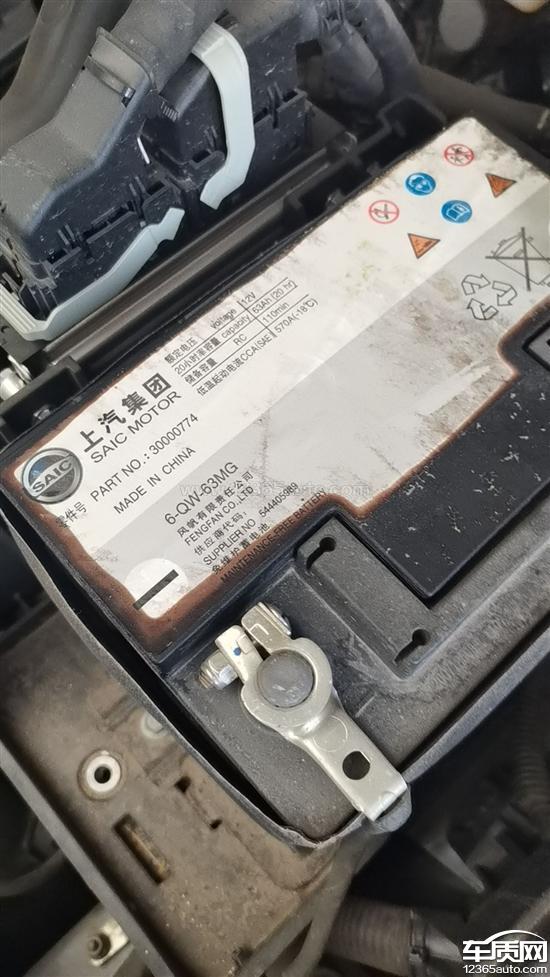 额定电压 Voltage 12V
20小时率容量 capacity 63Ah (20 hr)
储备容量 RC 110min
低温起动电流CCA(SAE) 570A(-18℃)
SAIC
上汽集团
SAIC MOTOR
零件号 PART NO.: 30000774
MADE IN CHINA
6-QW-63MG
风帆有限责任公司
FENGFAN CO.,LTD
供应商代码:
SUPPLIER NO.: 544405989
免维护蓄电池
MAINTENANCE-FREE BATTERY
车质网
12365auto.com